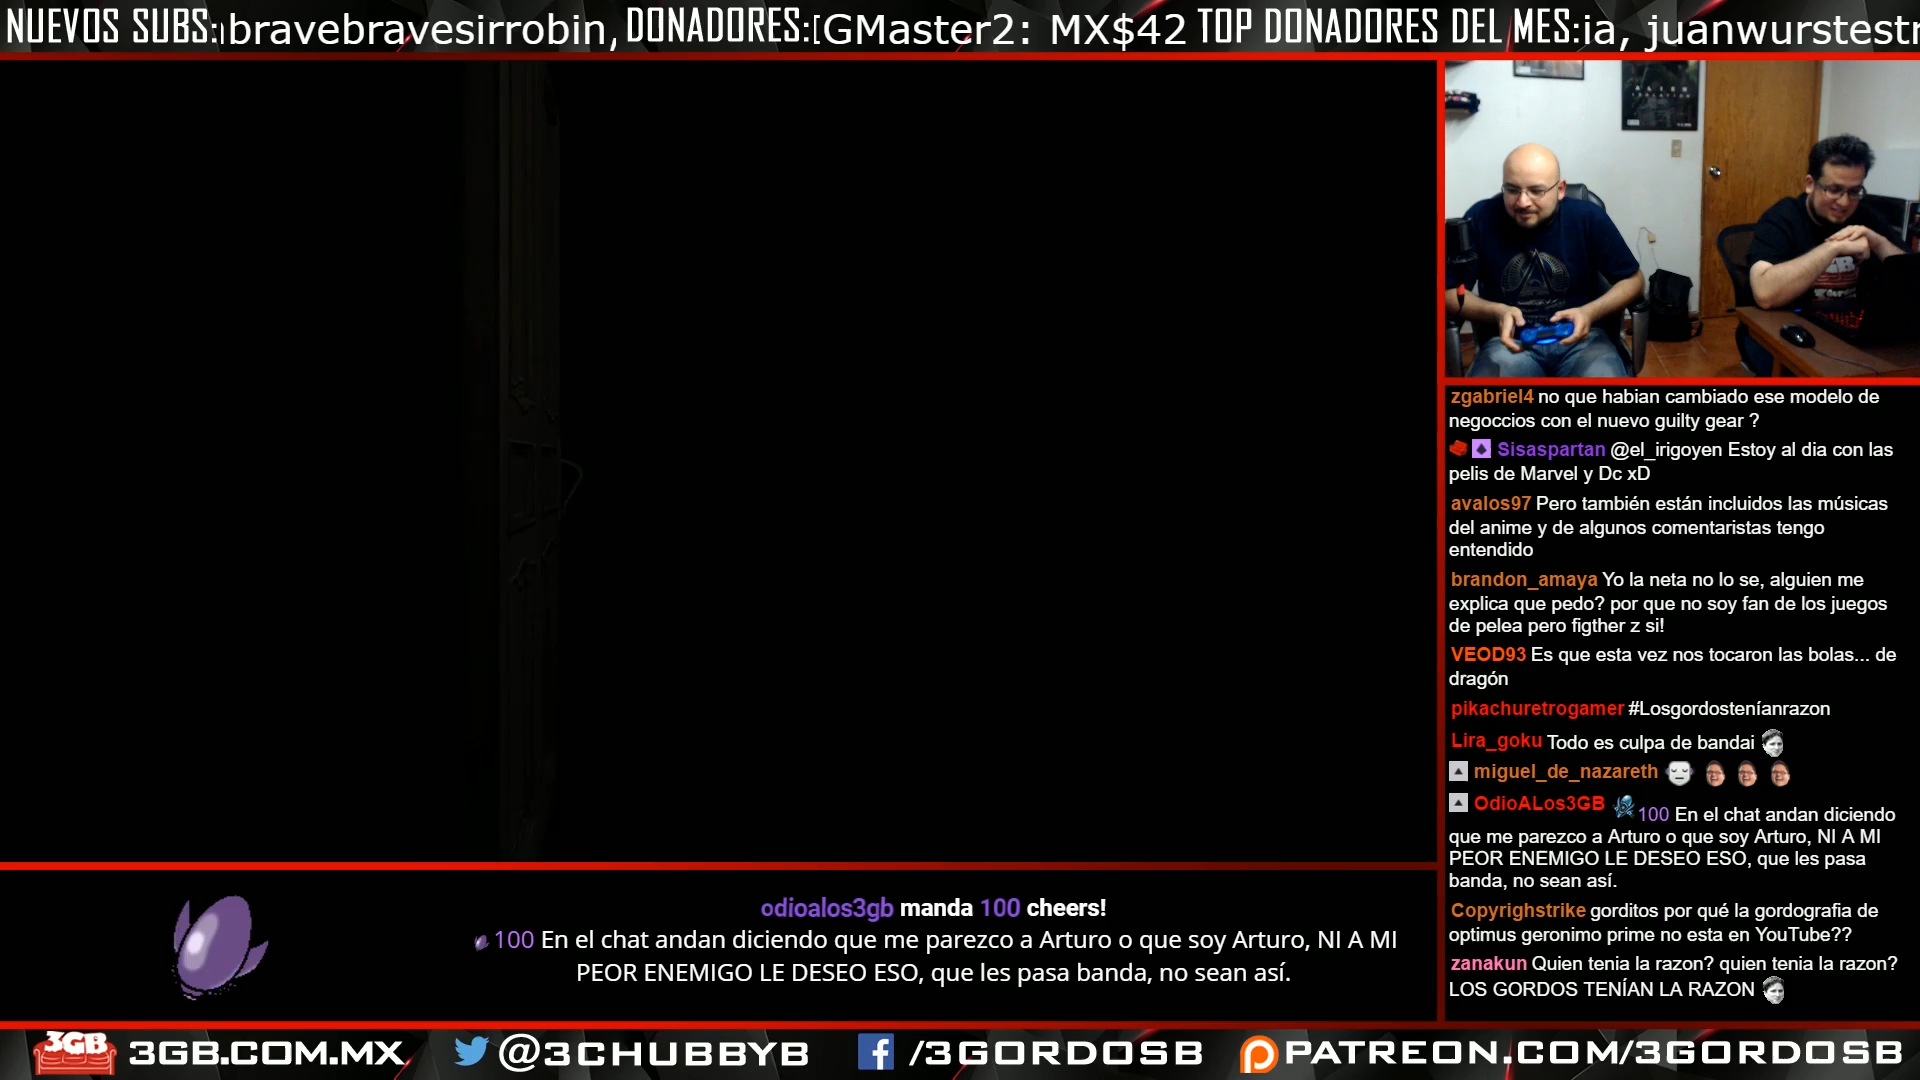 NUEVOS SUBS: bravebravesirrobin, DONADORES: [GMaster2: MX$42 TOP DONADORES DEL MES: ia, juanwurstestr
ALIEN
zgabriel4 no que habian cambiado ese modelo de
negoccios con el nuevo guilty gear ?
Sisaspartan @el_irigoyen Estoy al dia con las
pelis de Marvel y Dc xD
avalos97 Pero también están incluidos las músicas
del anime y de algunos comentaristas tengo
entendido
brandon_amaya Yo la neta no lo se, alguien me
explica que pedo? por que no soy fan de los juegos
de pelea pero figther z si!
VEOD93 Es que esta vez nos tocaron las bolas... de
dragón
pikachuretrogamer #Losgordosteníanrazon
Lira_goku Todo es culpa de bandai
miguel_de_nazareth
OdioALos3GB 100 En el chat andan diciendo
que me parezco a Arturo o que soy Arturo, NI A MI
PEOR ENEMIGO LE DESEO ESO, que les pasa
banda, no sean así.
Copyrighstrike gorditos por qué la gordografia de
optimus geronimo prime no esta en YouTube??
zanakun Quien tenia la razon? quien tenia la razon?
LOS GORDOS TENÍAN LA RAZON
odioalos3gb manda 100 cheers!
100 En el chat andan diciendo que me parezco a Arturo o que soy Arturo, NI A MI
PEOR ENEMIGO LE DESEO ESO, que les pasa banda, no sean así.
3GB 3GB.COM.MX @3CHUBBYB /3GORDOSB PATREON.COM/3GORDOSB